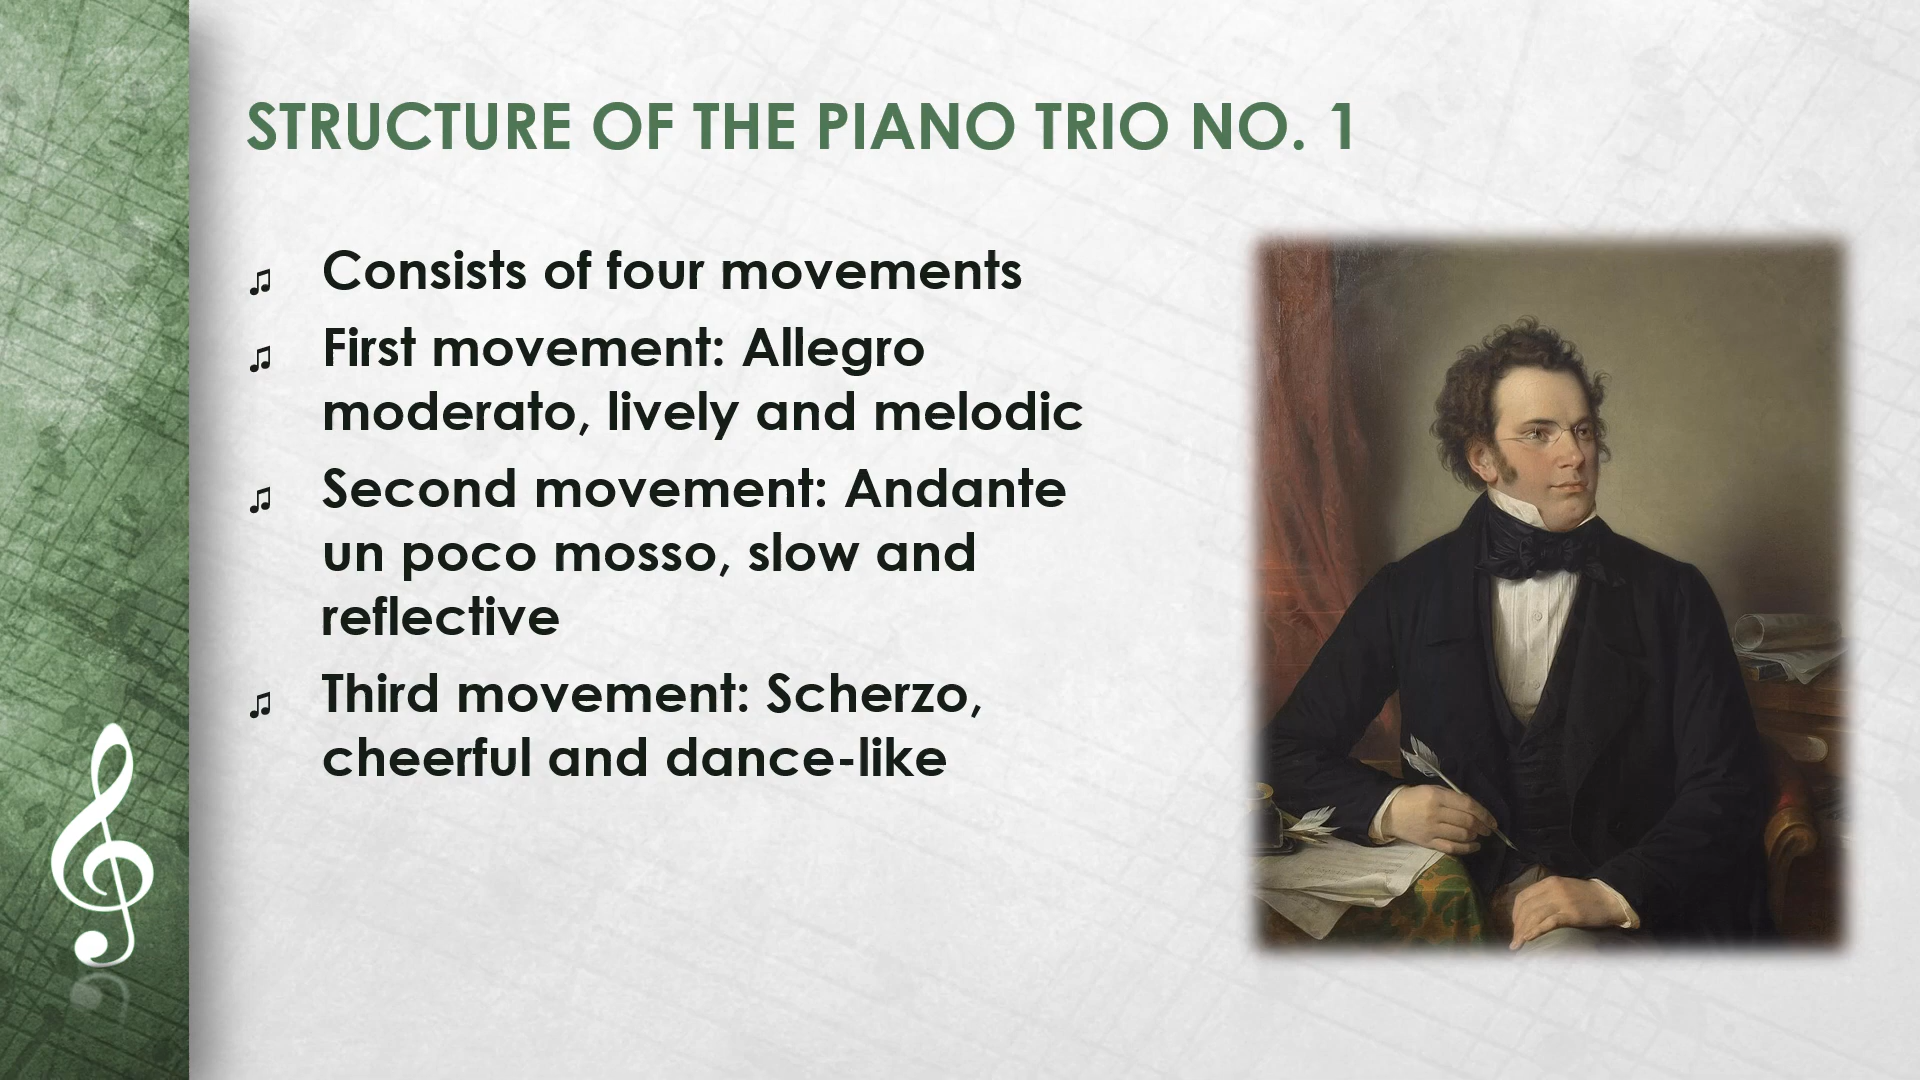 STRUCTURE OF THE PIANO TRIO NO. 1
♫ Consists of four movements
♫ First movement: Allegro
moderato, lively and melodic
♫ Second movement: Andante
un poco mosso, slow and
reflective
♫ Third movement: Scherzo,
cheerful and dance-like